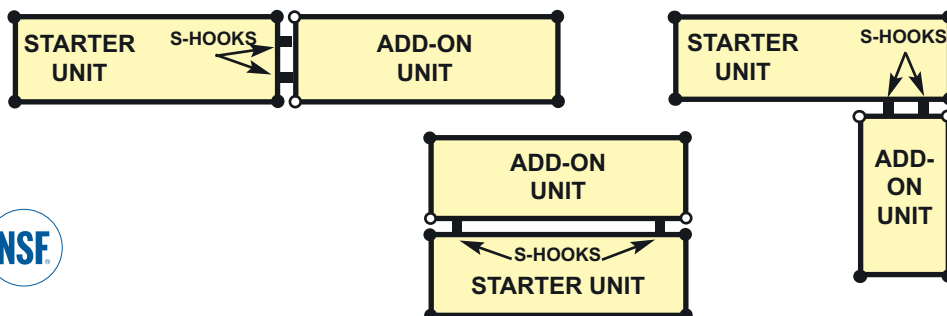 STARTER
UNIT
S-HOOKS
ADD-ON
UNIT
STARTER
UNIT
S-HOOKS
ADD-
ON
UNIT
ADD-ON
UNIT
S-HOOKS
STARTER UNIT
NSF